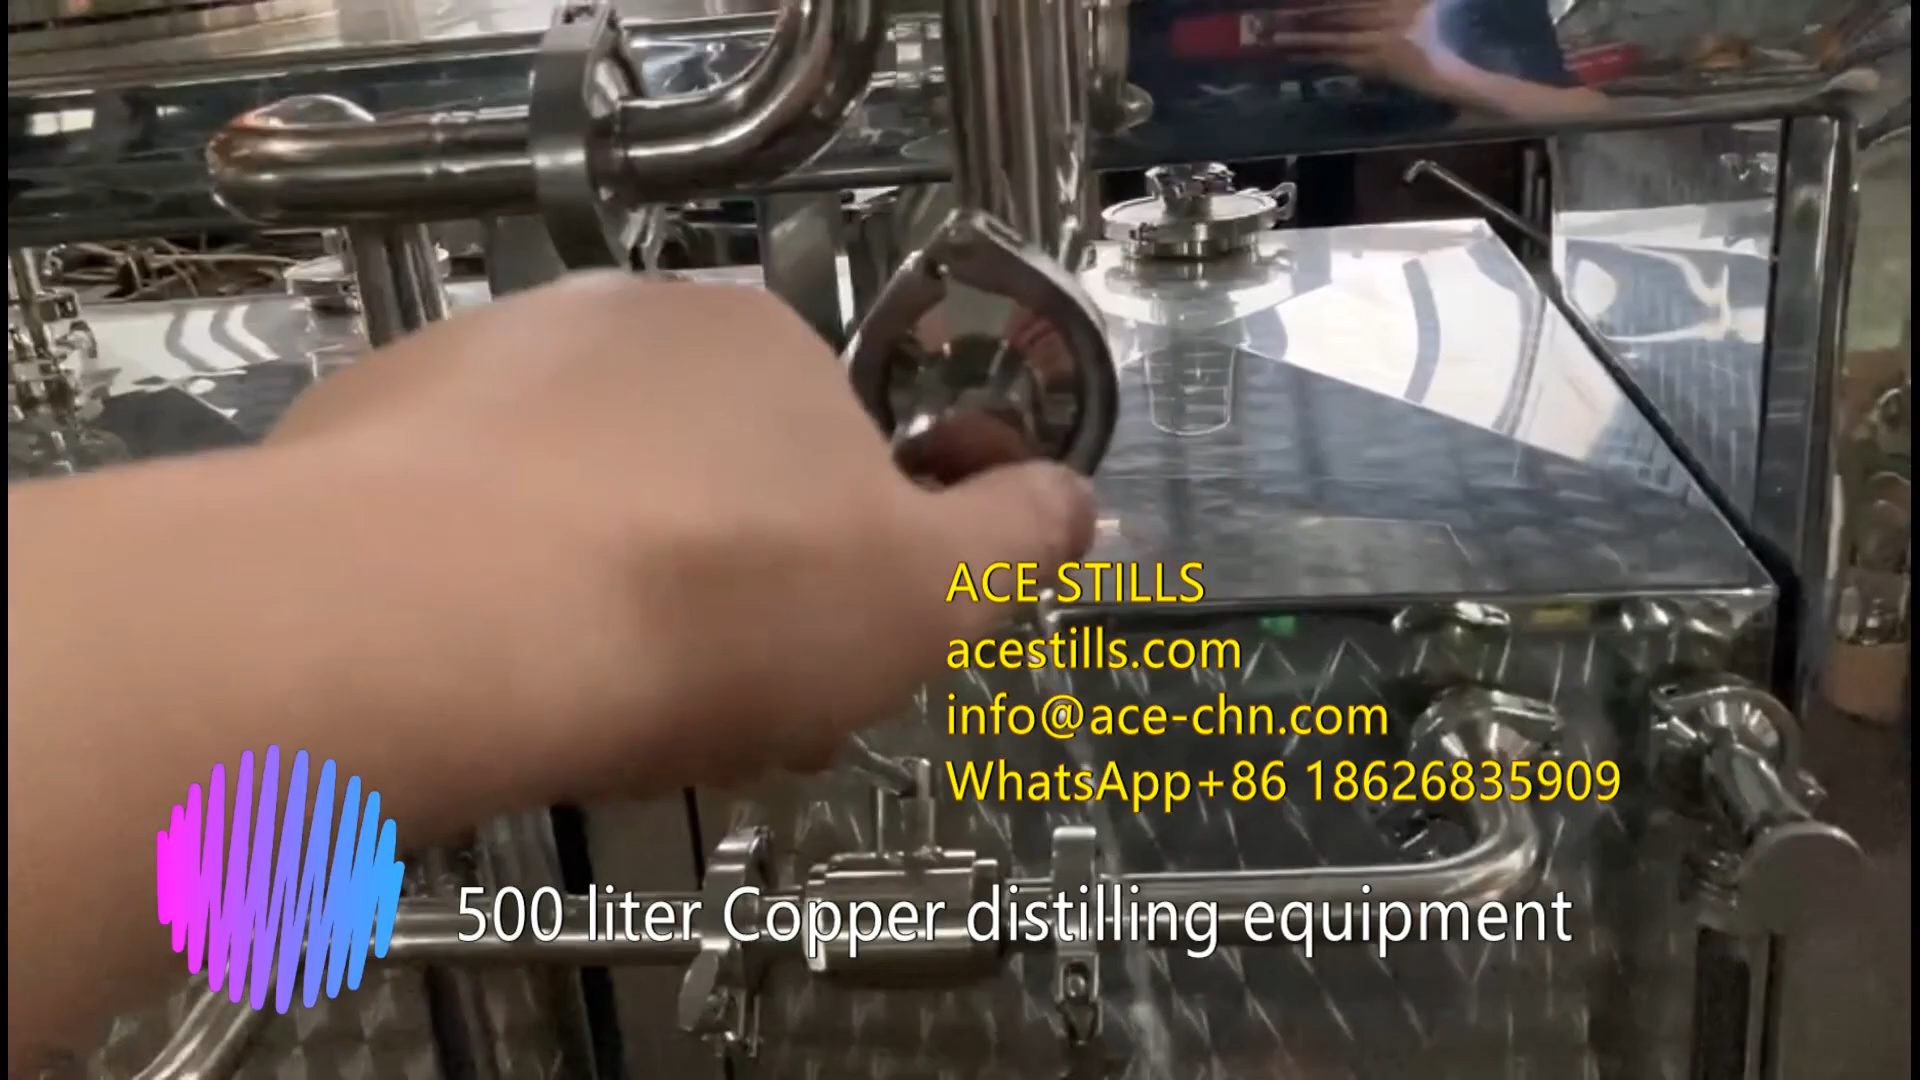 ACE STILLS
acestills.com
info@ace-chn.com
WhatsApp+86 18626835909
500 liter Copper distilling equipment